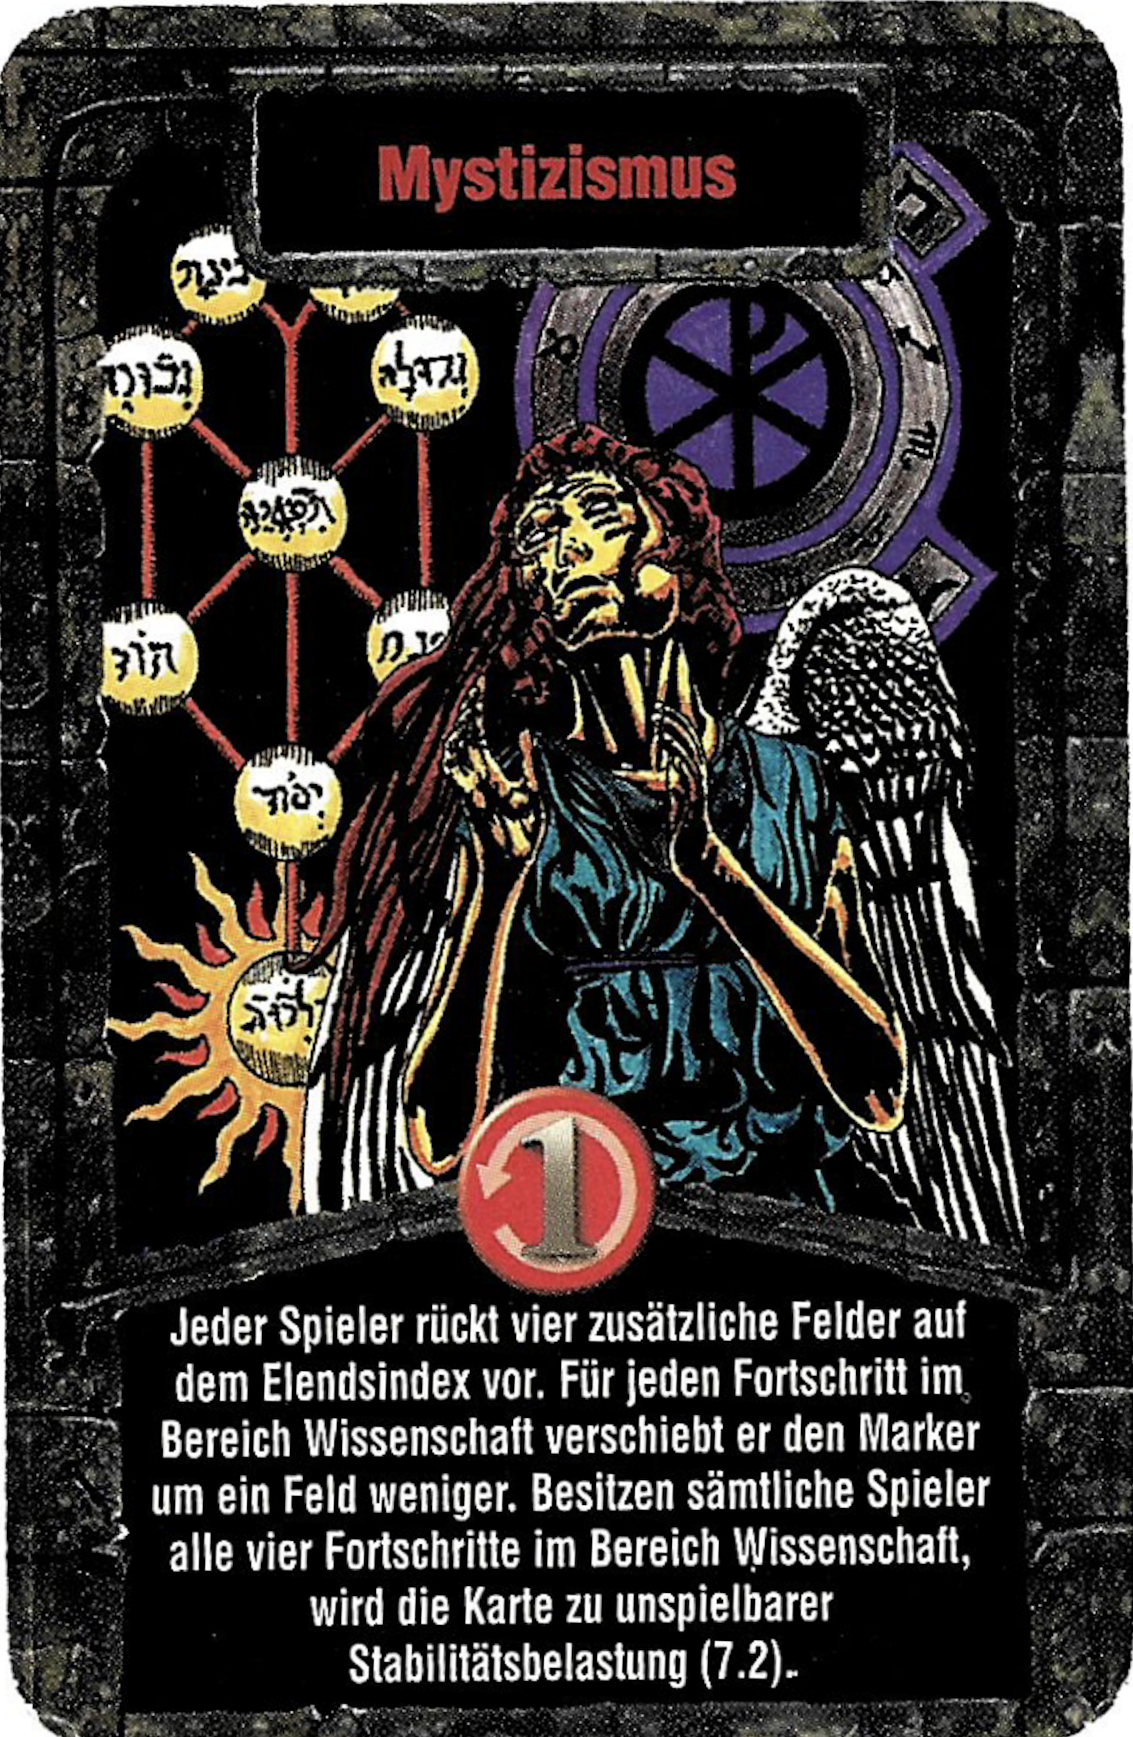 Mystizismus
הוֹד
יְסוֹד
1
Jeder Spieler rückt vier zusätzliche Felder auf
dem Elendsindex vor. Für jeden Fortschritt im
Bereich Wissenschaft verschiebt er den Marker
um ein Feld weniger. Besitzen sämtliche Spieler
alle vier Fortschritte im Bereich Wissenschaft,
wird die Karte zu unspielbarer
Stabilitätsbelastung (7.2).